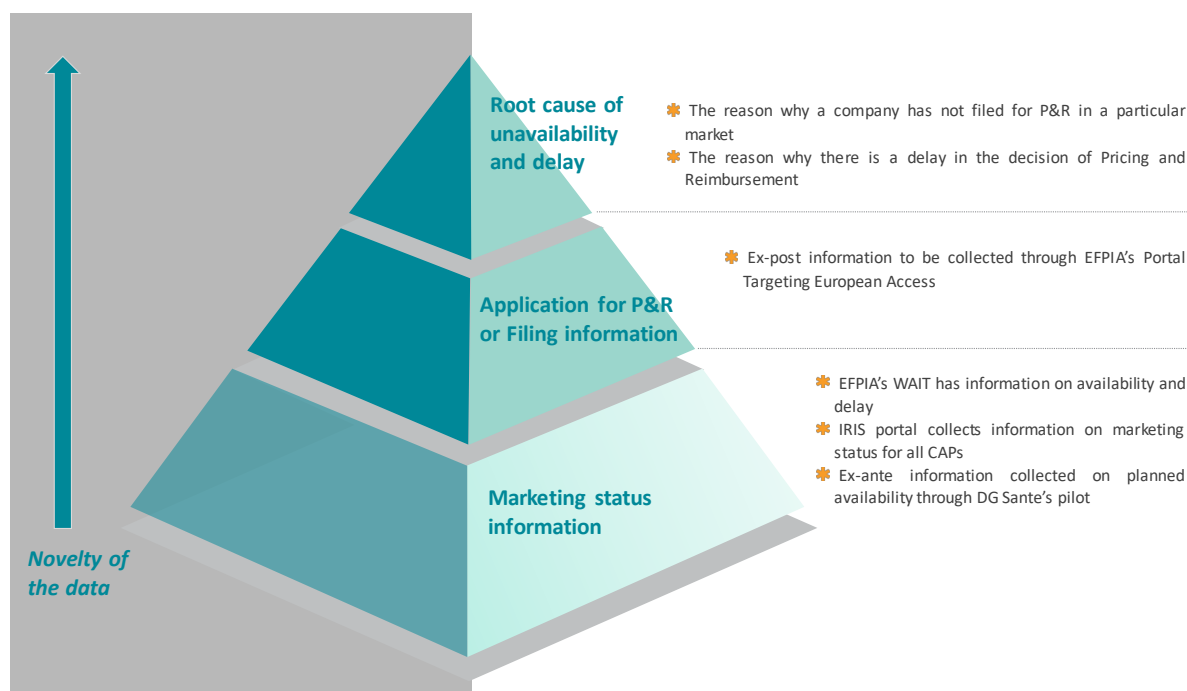 Root cause of
unavailability
and delay
The reason why a company has not filed for P&R in a particular
market
The reason why there is a delay in the decision of Pricing and
Reimbursement
Application for P&R
or Filing information
Ex-post information to be collected through EFPIA's Portal
Targeting European Access
Marketing status
information
EFPIA's WAIT has information on availability and
delay
IRIS portal collects information on marketing
status for all CAPs
Ex-ante information collected on planned
availability through DG Sante's pilot
Novelty of
the data